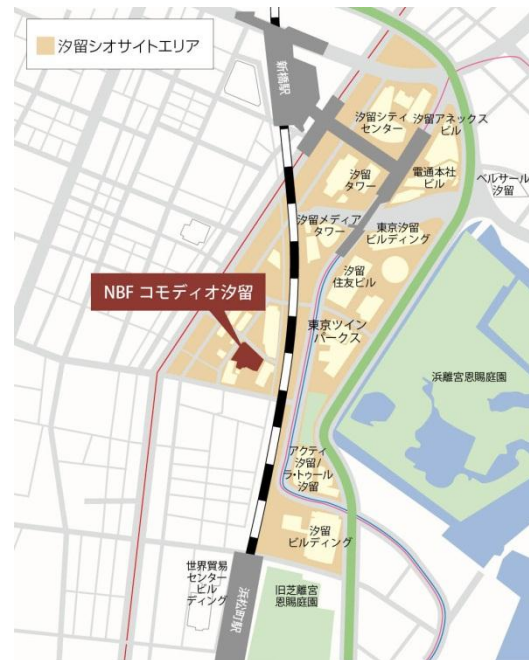 汐留シオサイトエリア
新橋駅
汐留シティ
センター
汐留アネックス
ビル
汐留
タワー
電通本社
ビル
ベルサール
汐留
汐留メディア
タワー
東京汐留
ビルディング
汐留
住友ビル
NBF コモディオ汐留
東京ツイン
パークス
浜離宮恩賜庭園
アクティ
汐留/
ラ・トゥール
汐留
汐留
ビルディング
世界貿易
センター
ビル
ディング
浜松町駅
旧芝離宮
恩賜庭園